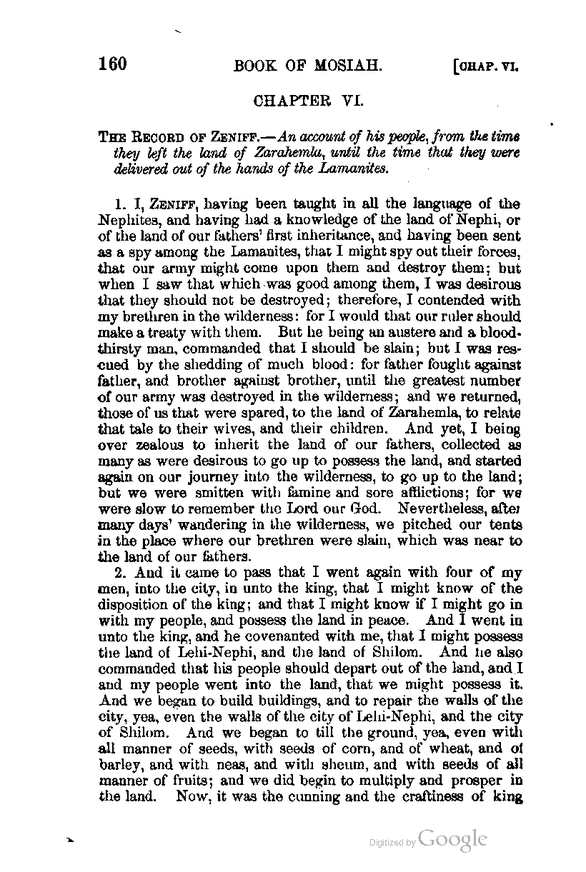 160 BOOK OF MOSIAH. [CHAP. VI.
CHAPTER VI.
THE RECORD OF ZENIFF.—An account of his people, from the time
they left the land of Zarahemla, until the time that they were
delivered out of the hands of the Lamanites.
1. I, ZENIFF, having been taught in all the language of the
Nephites, and having had a knowledge of the land of Nephi, or
of the land of our fathers' first inheritance, and having been sent
as a spy among the Lamanites, that I might spy out their forces,
that our army might come upon them and destroy them; but
when I saw that which was good among them, I was desirous
that they should not be destroyed; therefore, I contended with
my brethren in the wilderness: for I would that our ruler should
make a treaty with them. But he being an austere and a blood-
thirsty man, commanded that I should be slain; but I was res-
cued by the shedding of much blood: for father fought against
father, and brother against brother, until the greatest number
of our army was destroyed in the wilderness; and we returned,
those of us that were spared, to the land of Zarahemla, to relate
that tale to their wives, and their children. And yet, I being
over zealous to inherit the land of our fathers, collected as
many as were desirous to go up to possess the land, and started
again on our journey into the wilderness, to go up to the land;
but we were smitten with famine and sore afflictions; for we
were slow to remember the Lord our God. Nevertheless, after
many days' wandering in the wilderness, we pitched our tents
in the place where our brethren were slain, which was near to
the land of our fathers.
2. And it came to pass that I went again with four of my
men, into the city, in unto the king, that I might know of the
disposition of the king; and that I might know if I might go in
with my people, and possess the land in peace. And I went in
unto the king, and he covenanted with me, that I might possess
the land of Lehi-Nephi, and the land of Shilom. And he also
commanded that his people should depart out of the land, and I
and my people went into the land, that we might possess it.
And we began to build buildings, and to repair the walls of the
city, yea, even the walls of the city of Lehi-Nephi, and the city
of Shilom. And we began to till the ground, yea, even with
all manner of seeds, with seeds of corn, and of wheat, and of
barley, and with neas, and with sheum, and with seeds of all
manner of fruits; and we did begin to multiply and prosper in
the land. Now, it was the cunning and the craftiness of king
Digitized by Google